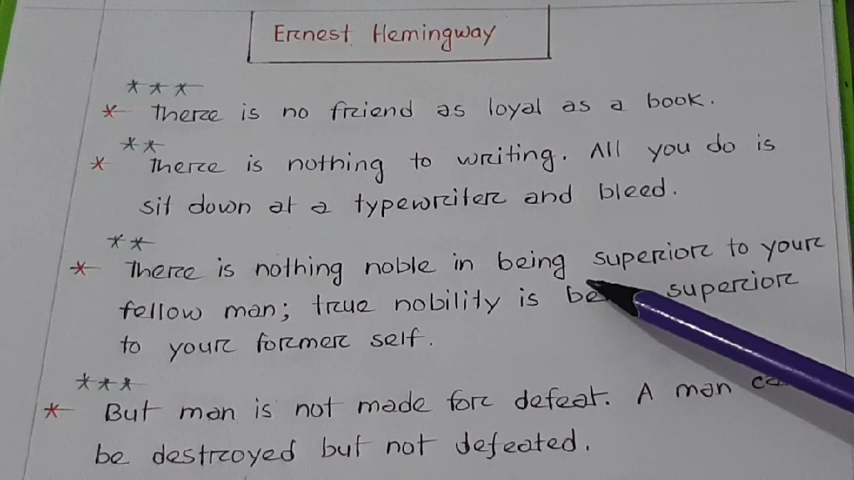 Ernest Hemingway
***
* There is no friend as loyal as a book.
**
* There is nothing to writing. All you do is
sit down at a typewriter and bleed.
**
* There is nothing noble in being superior to your
fellow man; true nobility is superior
to your former self.
***
* But man is not made for defeat. A man
be destroyed but not defeated.